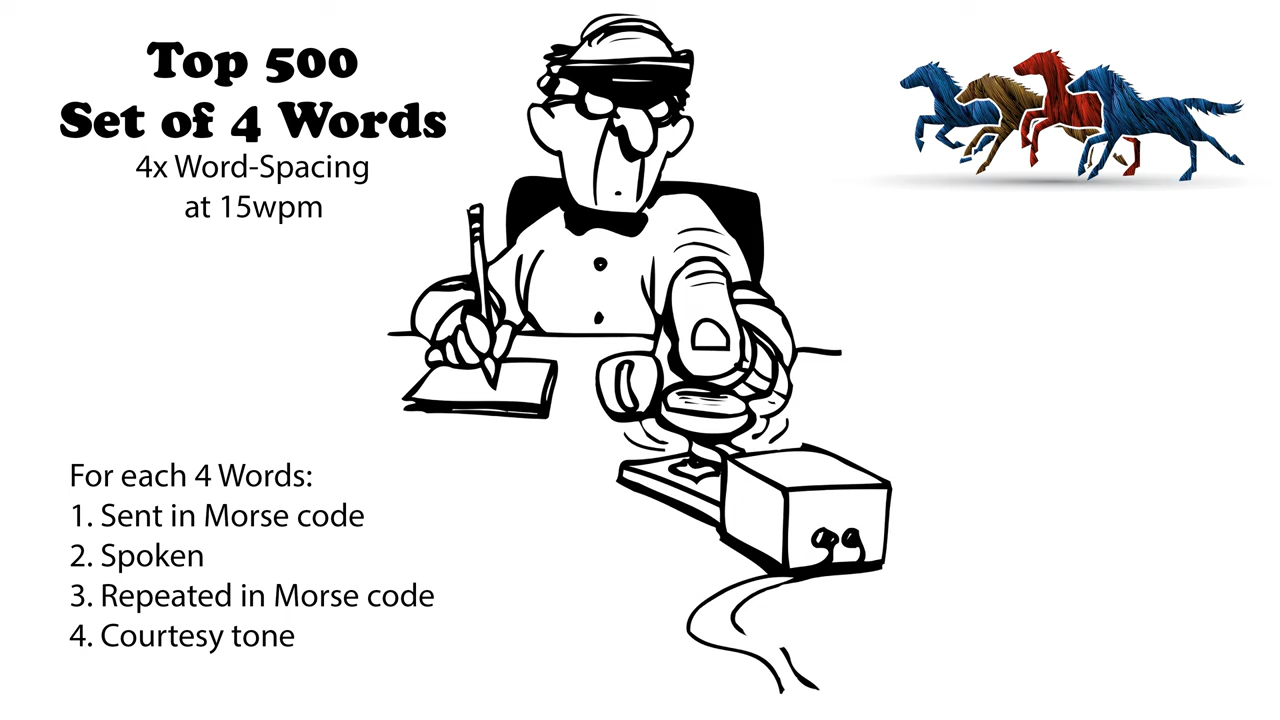 Top 500
Set of 4 Words
4x Word-Spacing
at 15wpm
For each 4 Words:
1. Sent in Morse code
2. Spoken
3. Repeated in Morse code
4. Courtesy tone